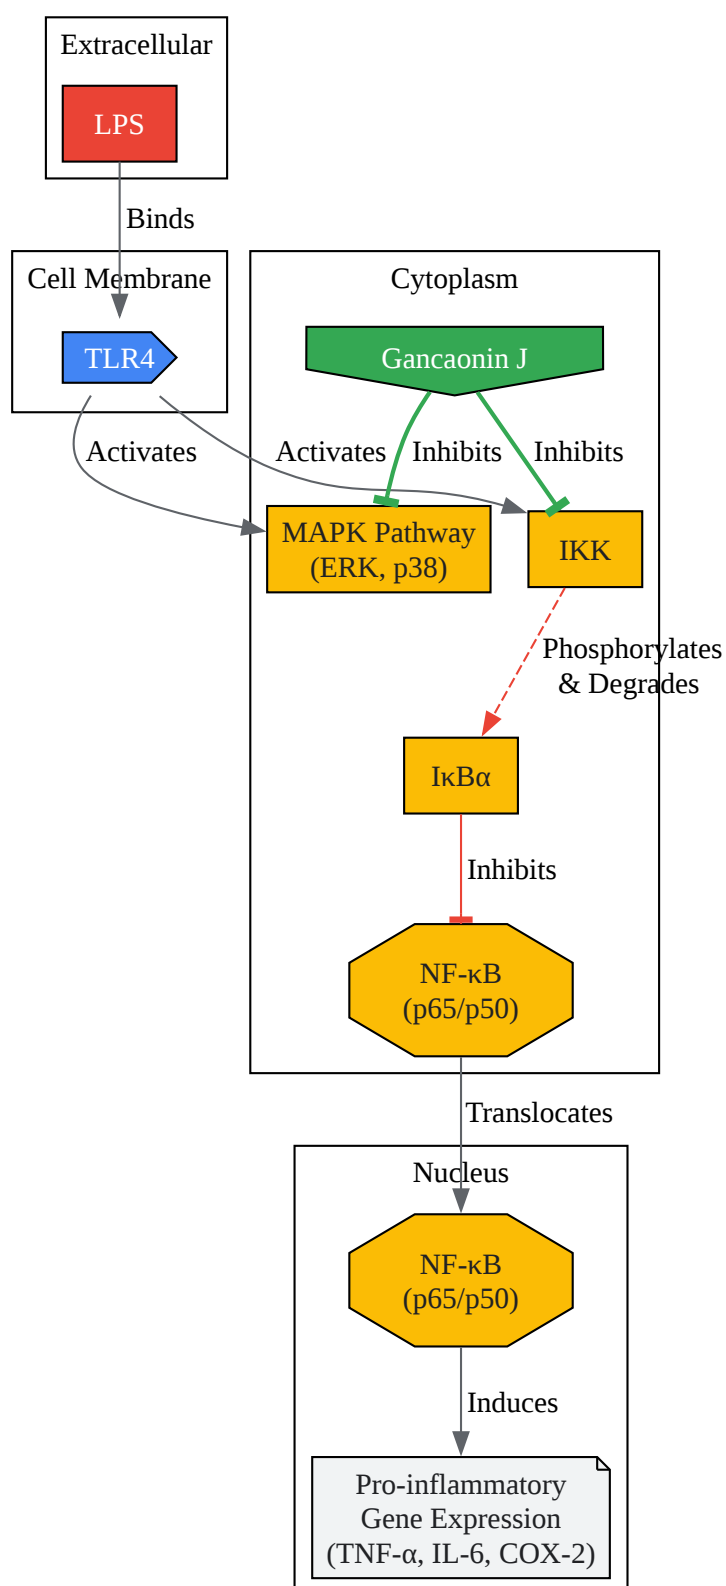 Extracellular
LPS
Binds
Cell Membrane
TLR4
Cytoplasm
Gancaonin J
Activates
Activates
Inhibits
Inhibits
MAPK Pathway
(ERK, p38)
IKK
Phosphorylates
& Degrades
IκBα
Inhibits
NF-κB
(p65/p50)
Translocates
Nucleus
NF-κB
(p65/p50)
Induces
Pro-inflammatory
Gene Expression
(TNF-α, IL-6, COX-2)